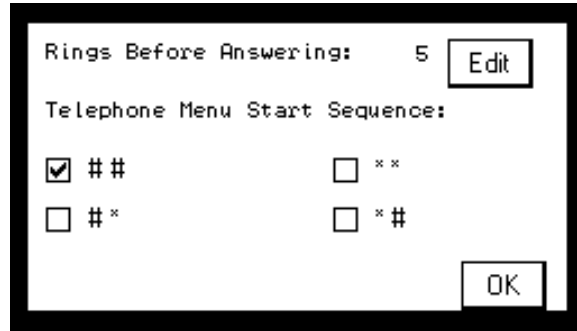 Rings Before Answering: 5 Edit
Telephone Menu Start Sequence:
## **
#* *#
OK